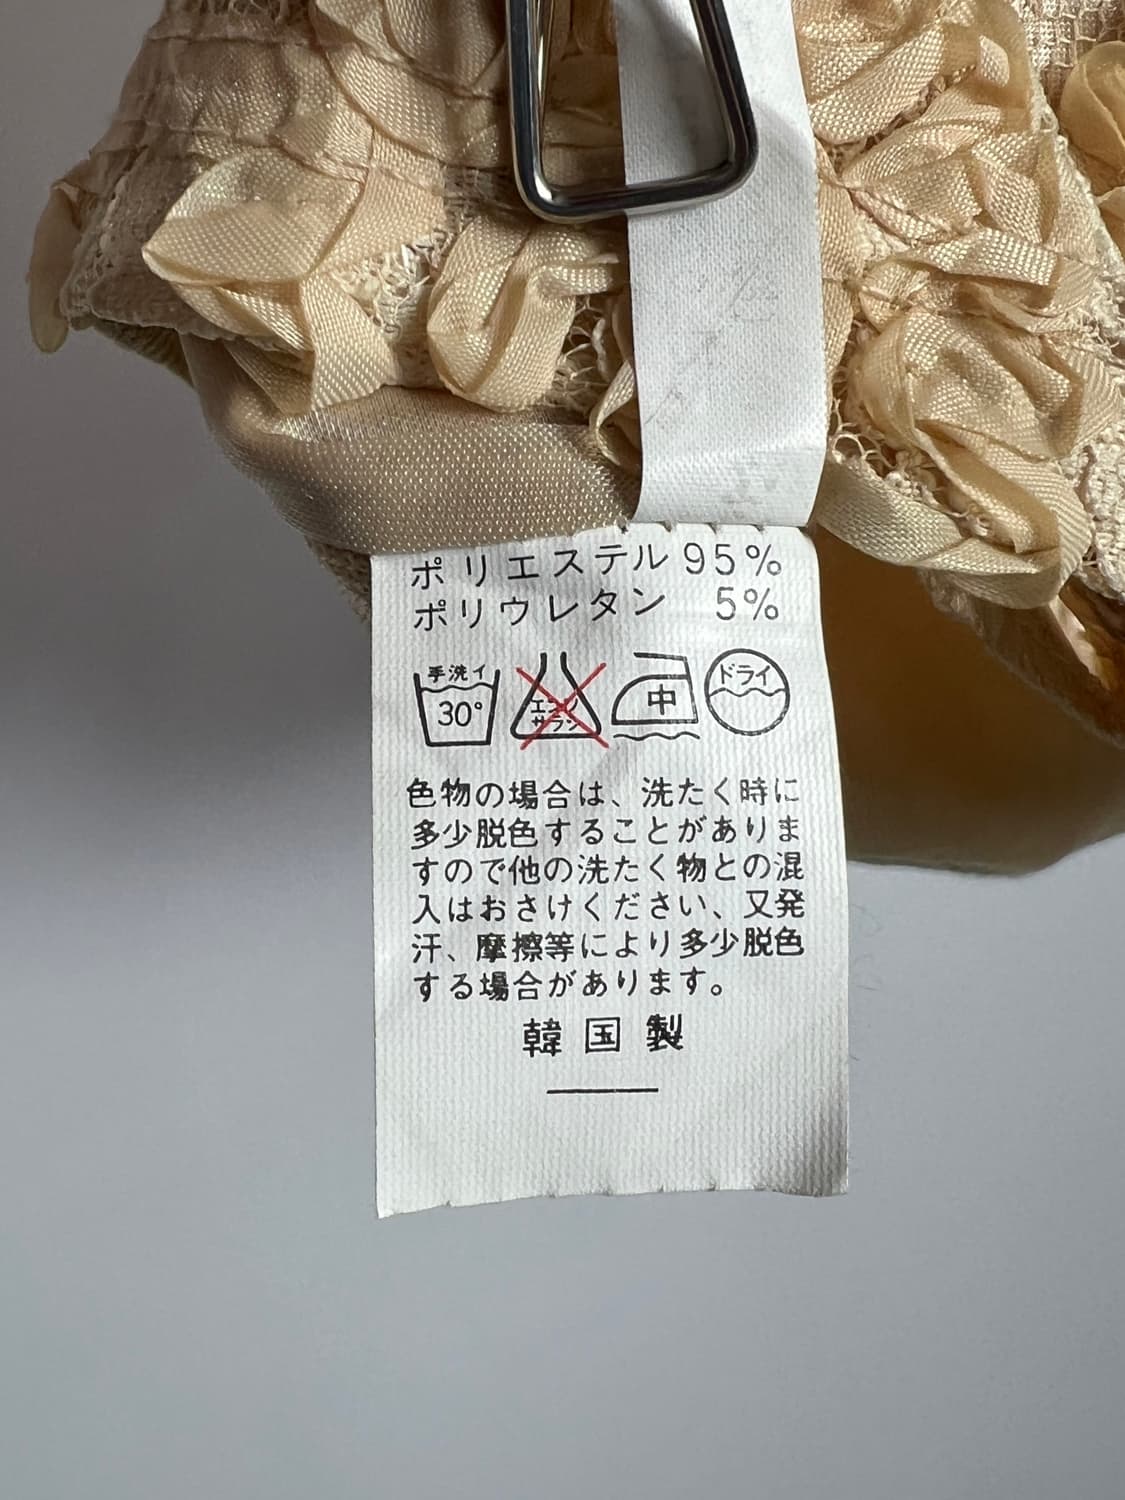 ポリエステル 95%
ポリウレタン 5%
手洗イ
30°
エンソ
サラシ
中
ドライ
色物の場合は、洗たく時に
多少脱色することがありま
すので他の洗たく物との混
入はおさけください、又発
汗、摩擦等により多少脱色
する場合があります。
韓国製